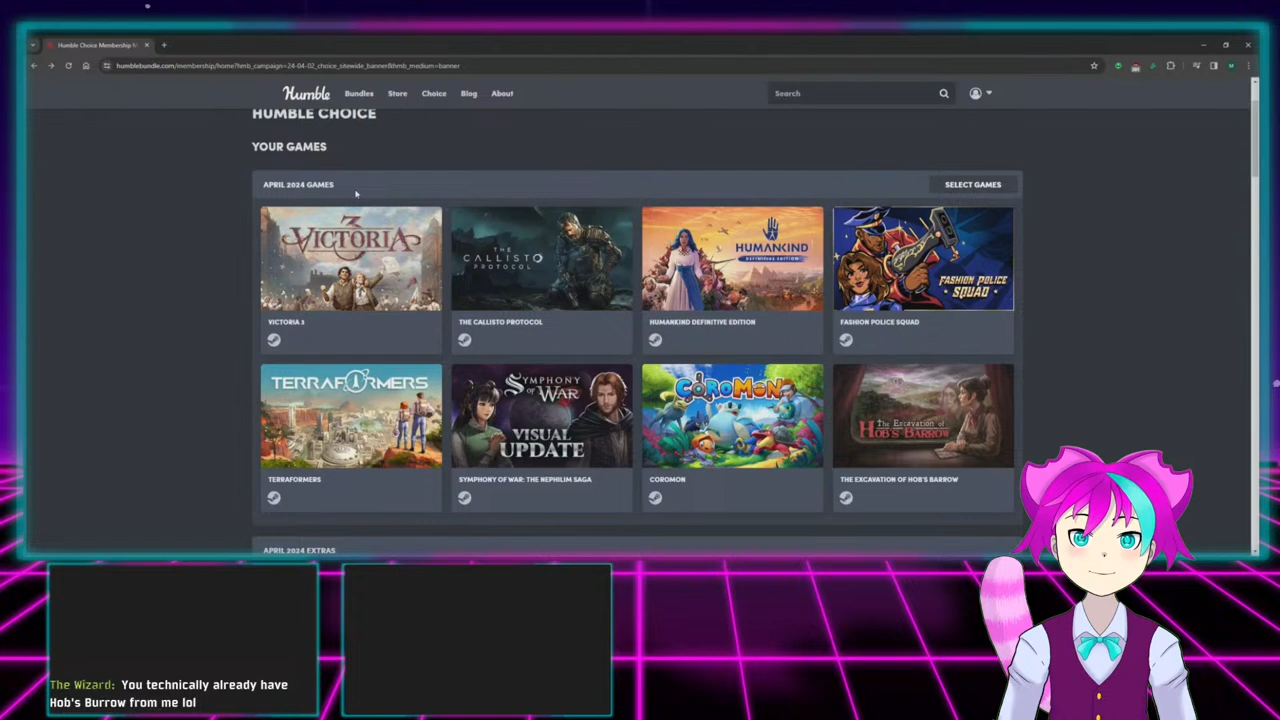 Humble Choice Membership
humblebundle.com/membership/home?hmb_campaign=24-04-02_choice_sitewide_banner&hmb_medium=banner
Humble Bundles Store Choice Blog About Search
HUMBLE CHOICE
YOUR GAMES
APRIL 2024 GAMES SELECT GAMES
3
VICTORIA
THE
CALLISTO
PROTOCOL
HUMANKIND
DEFINITIVE EDITION
FASHION POLICE
SQUAD
VICTORIA 3
THE CALLISTO PROTOCOL
HUMANKIND DEFINITIVE EDITION
FASHION POLICE SQUAD
TERRAFORMERS
SYMPHONY
OF WAR
VISUAL
UPDATE
COROMON
The Excavation of
HOB'S BARROW
TERRAFORMERS
SYMPHONY OF WAR: THE NEPHILIM SAGA
COROMON
THE EXCAVATION OF HOB'S BARROW
APRIL 2024 EXTRAS
The Wizard: You technically already have
Hob's Burrow from me lol